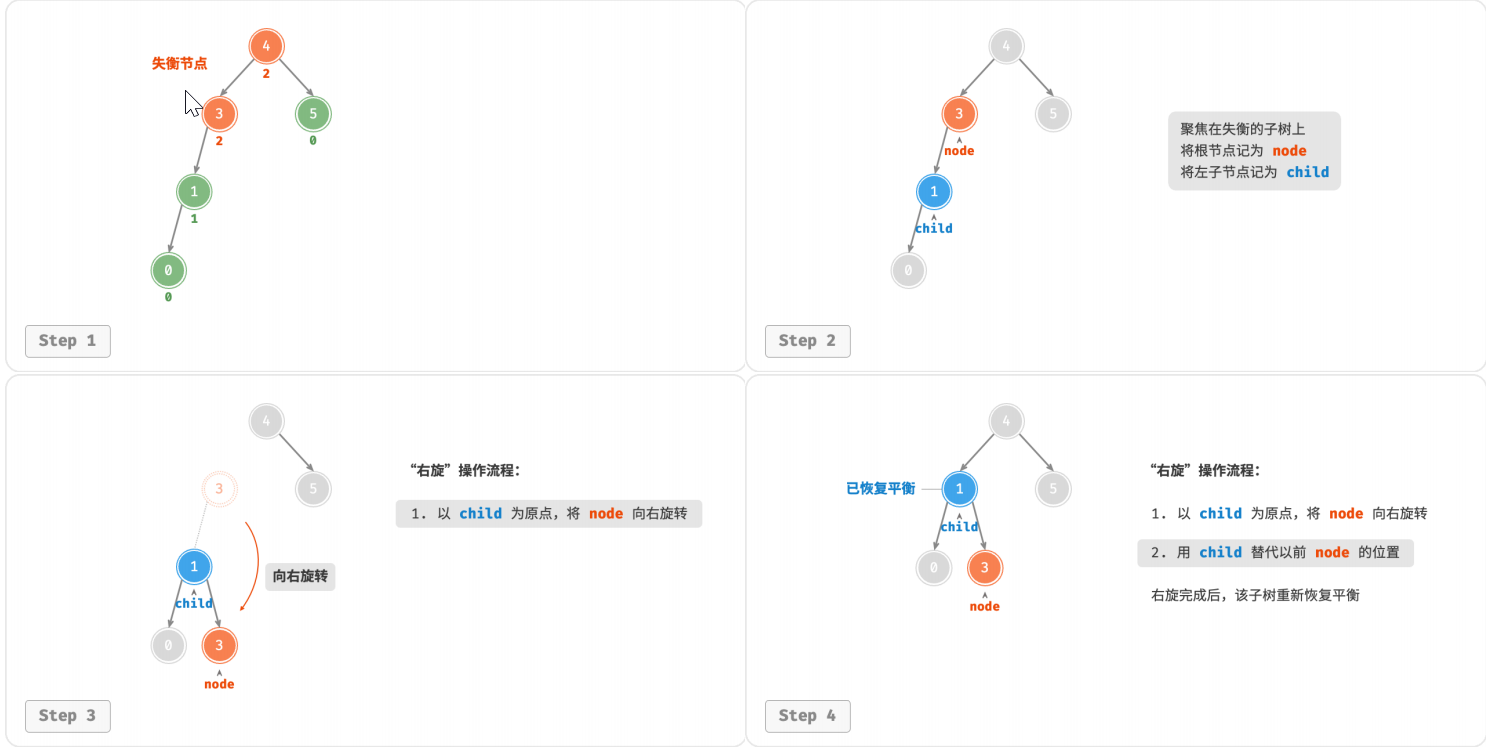 4
失衡节点
2
3
5
2
0
1
1
0
0
Step 1
4
3
5
node
聚焦在失衡的子树上
将根节点记为 node
将左子节点记为 child
1
child
0
Step 2
4
3
5
“右旋”操作流程：
1. 以 child 为原点，将 node 向右旋转
1
向右旋转
child
0
3
node
Step 3
4
已恢复平衡
1
5
child
0
3
node
“右旋”操作流程：
1. 以 child 为原点，将 node 向右旋转
2. 用 child 替代以前 node 的位置
右旋完成后，该子树重新恢复平衡
Step 4